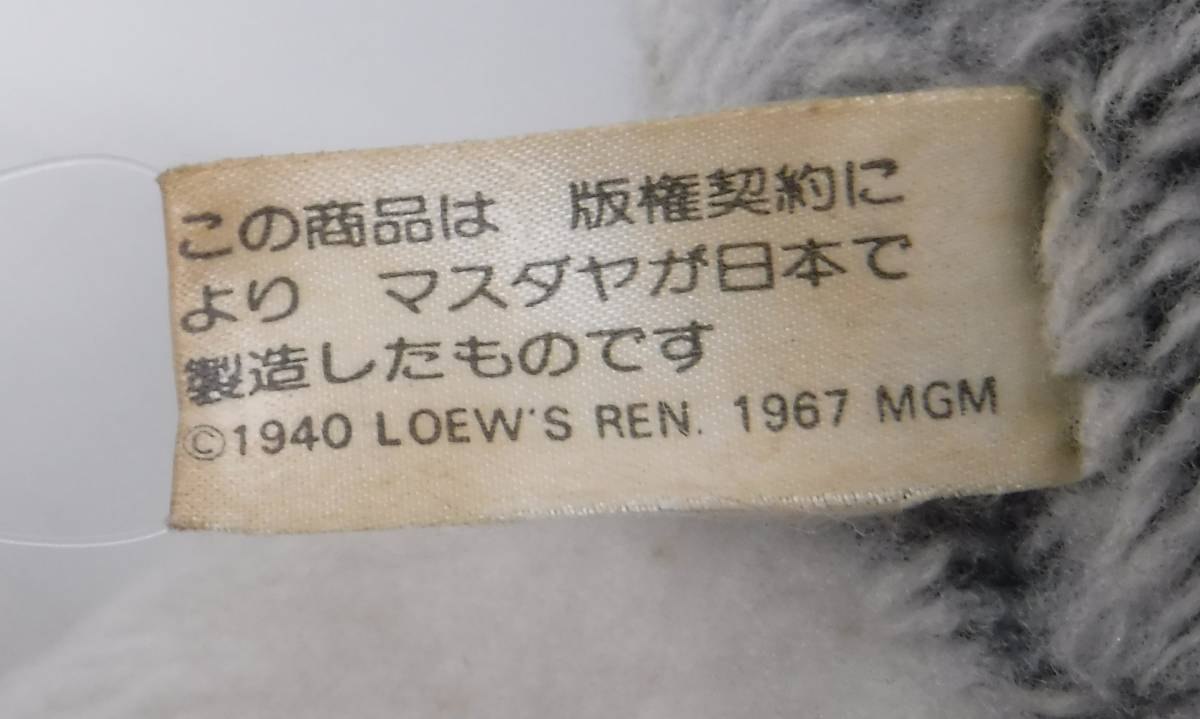 この商品は　版権契約に
より　マスダヤが日本で
製造したものです
©1940 LOEW'S REN. 1967 MGM